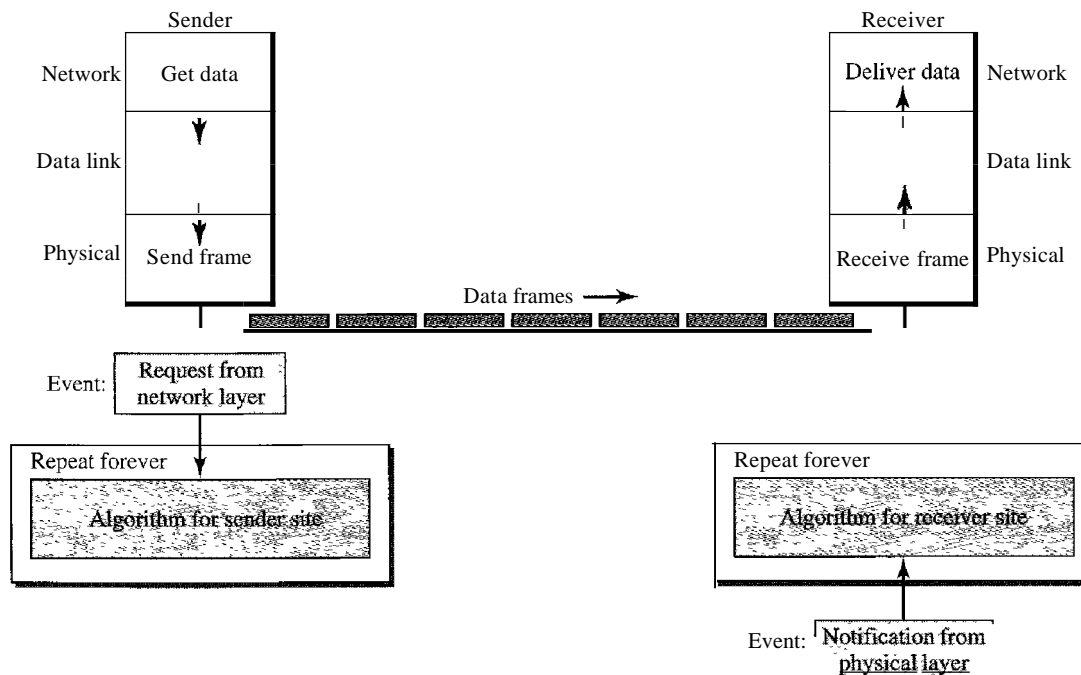 Sender
Receiver
Network
Get data
Deliver data
Network
Data link
Data link
Physical
Send frame
Receive frame
Physical
Data frames
Event:
Request from
network layer
Repeat forever
Algorithm for sender site
Repeat forever
Algorithm for receiver site
Event:
Notification from
physical layer